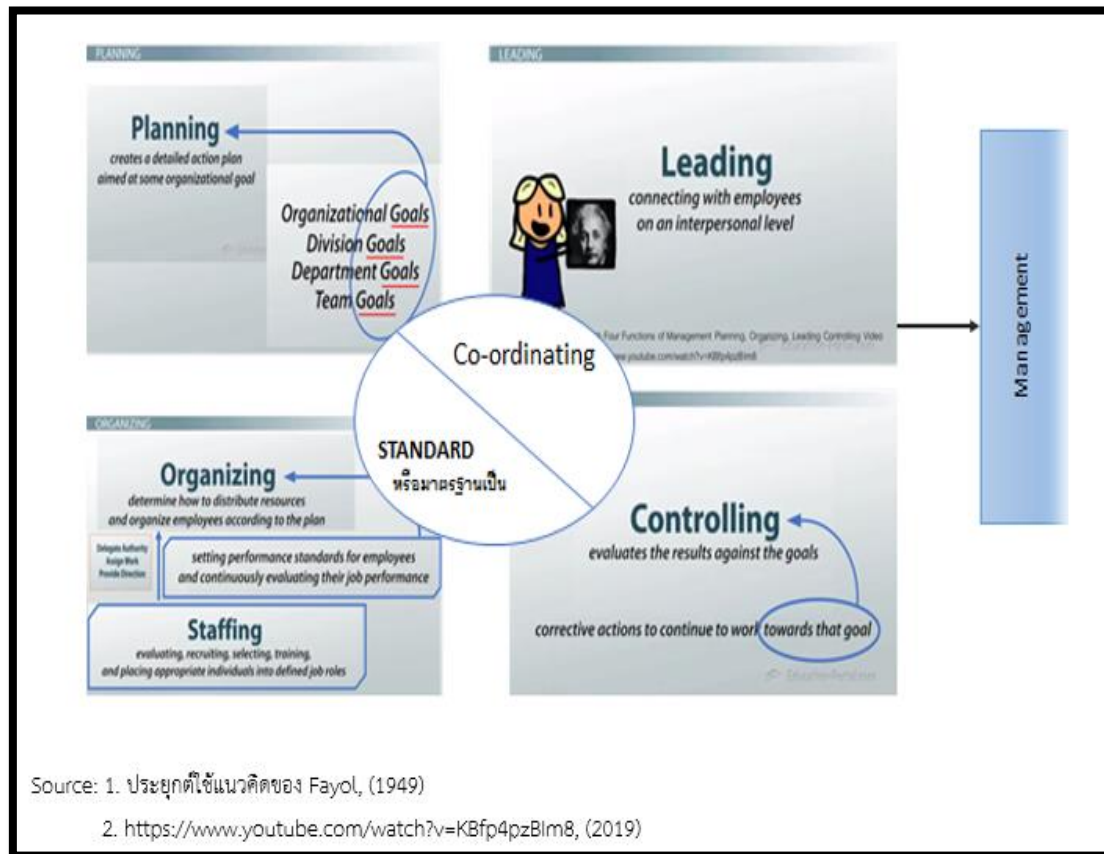 PLANNING
Planning
creates a detailed action plan
aimed at some organizational goal
Organizational Goals
Division Goals
Department Goals
Team Goals
LEADING
Leading
connecting with employees
on an interpersonal level
Four Functions of Management Planning, Organizing, Leading Controlling Video
www.youtube.com/watch?v=KBfp4pzBIm8
Management
Co-ordinating
STANDARD
หรือมาตรฐานเป็น
ORGANIZING
Organizing
determine how to distribute resources
and organize employees according to the plan
Delegate Authority
Assign Work
Provide Direction
setting performance standards for employees
and continuously evaluating their job performance
Staffing
evaluating, recruiting, selecting, training,
and placing appropriate individuals into defined job roles
Controlling
evaluates the results against the goals
corrective actions to continue to work towards that goal
Source: 1. ประยุกต์ใช้แนวคิดของ Fayol, (1949)
2. https://www.youtube.com/watch?v=KBfp4pzBIm8, (2019)